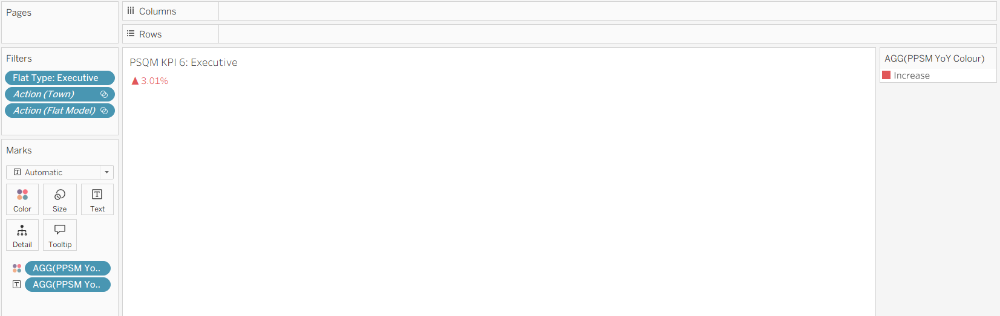 Pages
Columns
Rows
Filters
Flat Type: Executive
Action (Town)
Action (Flat Model)
Marks
Automatic
Color
Size
Text
Detail
Tooltip
AGG(PPSM Yo..
AGG(PPSM Yo..
PSQM KPI 6: Executive
▲3.01%
AGG(PPSM YoY Colour)
Increase